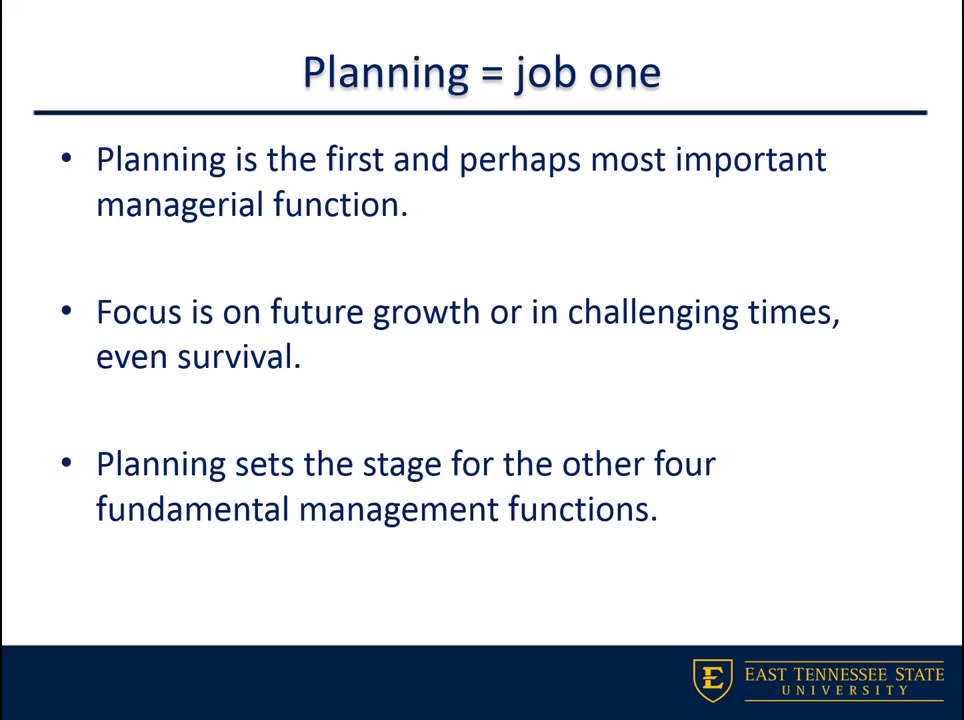 Planning = job one
• Planning is the first and perhaps most important
managerial function.
• Focus is on future growth or in challenging times,
even survival.
• Planning sets the stage for the other four
fundamental management functions.
E
EAST TENNESSEE STATE
UNIVERSITY